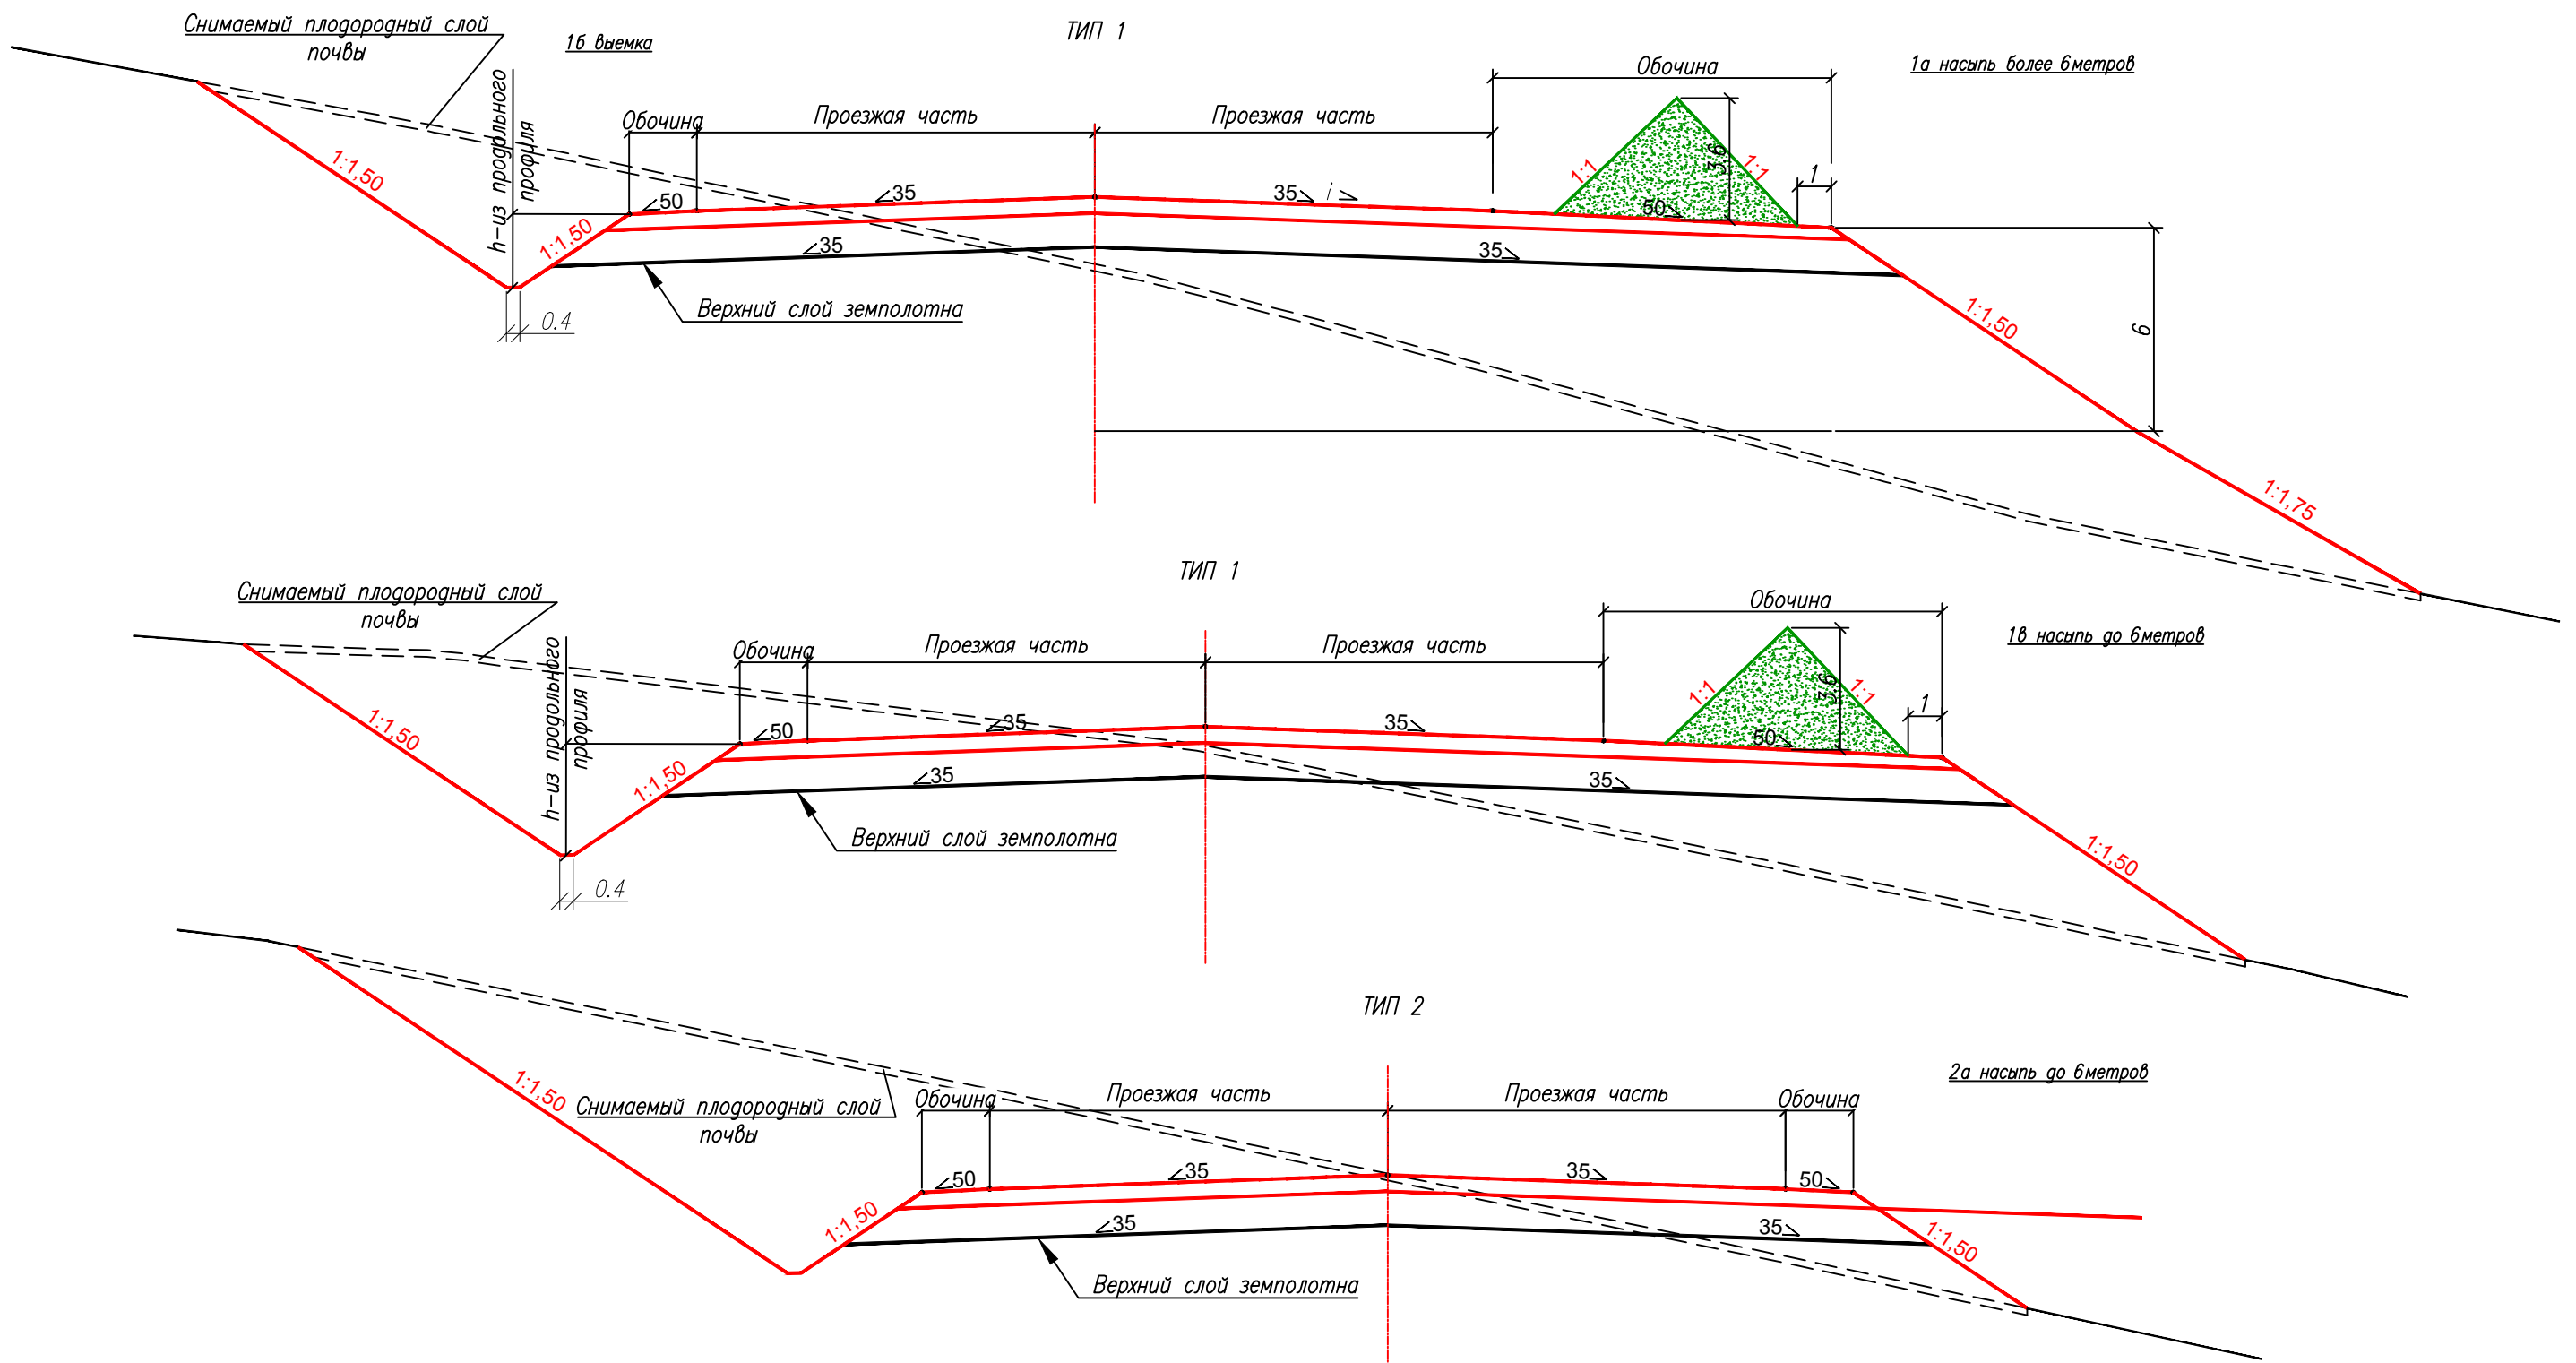 ТИП 1
Снимаемый плодородный слой
почвы
1б выемка
1а насыпь более 6метров
h-из продольного
профиля
Обочина
Проезжая часть
Проезжая часть
Обочина
1:1,50
1:1,50
50
35
35
i
50
1:1
3.6
1:1
1
35
35
Верхний слой земполотна
0.4
1:1,50
6
1:1,75
ТИП 1
Снимаемый плодородный слой
почвы
1в насыпь до 6метров
h-из продольного
профиля
Обочина
Проезжая часть
Проезжая часть
Обочина
1:1,50
1:1,50
50
35
35
50
1:1
3.6
1:1
1
35
35
Верхний слой земполотна
0.4
1:1,50
ТИП 2
2а насыпь до 6метров
1:1,50
Снимаемый плодородный слой
почвы
Обочина
Проезжая часть
Проезжая часть
Обочина
50
35
35
50
1:1,50
35
35
1:1,50
Верхний слой земполотна